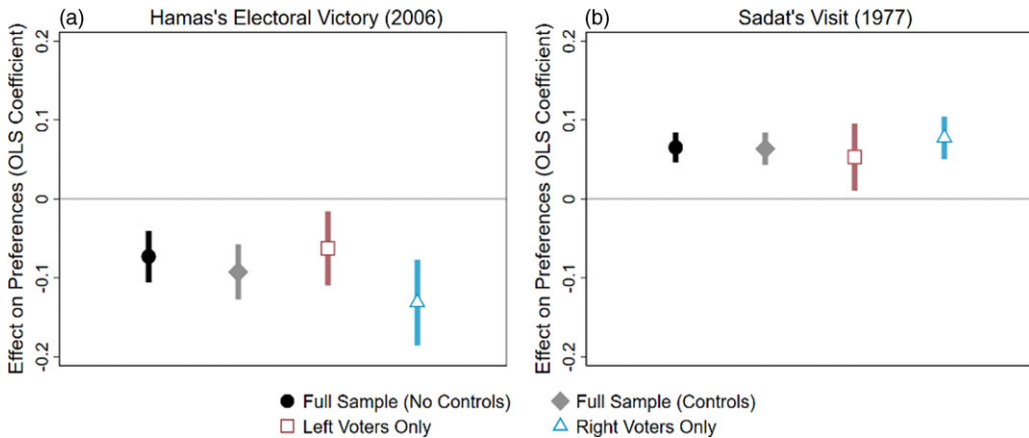 (a) Hamas's Electoral Victory (2006)
Effect on Preferences (OLS Coefficient)
0.2
0.1
0
-0.1
-0.2
(b) Sadat's Visit (1977)
Effect on Preferences (OLS Coefficient)
0.2
0.1
0
-0.1
-0.2
Full Sample (No Controls) Full Sample (Controls)
Left Voters Only Right Voters Only